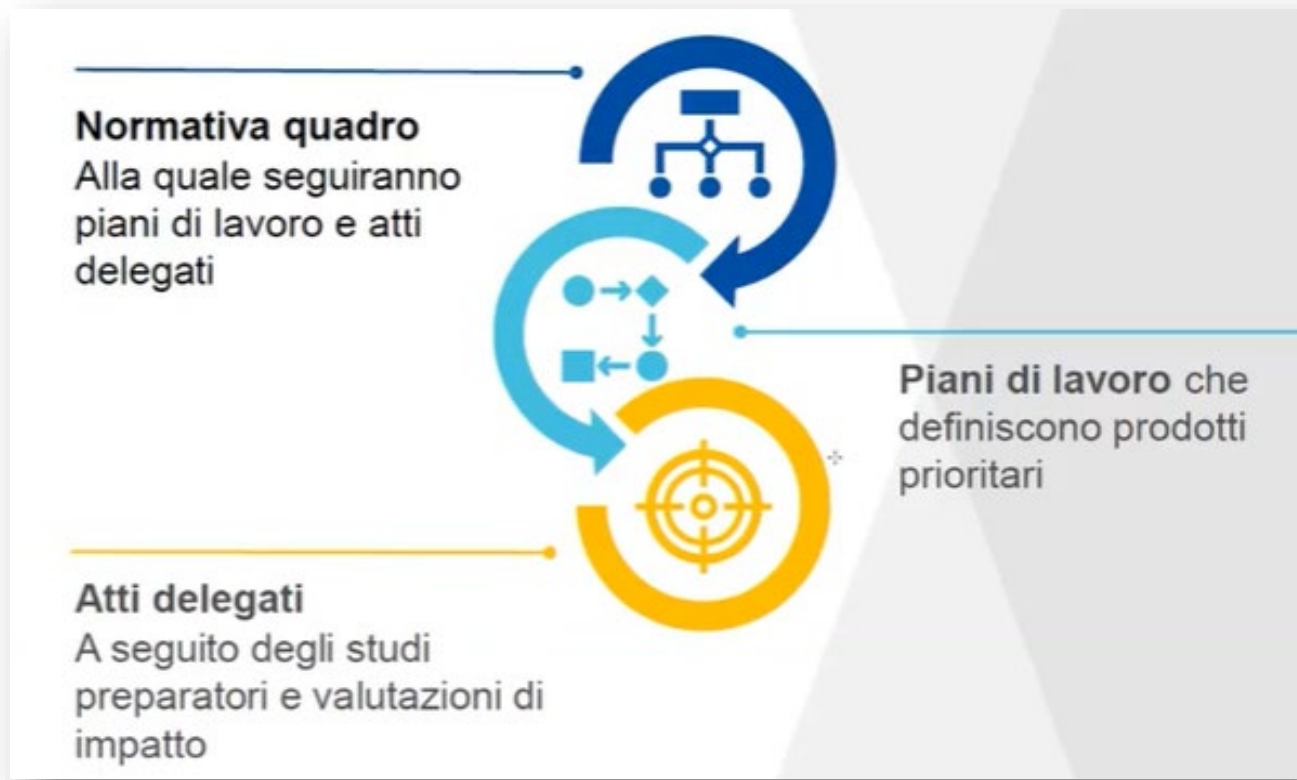 Normativa quadro
Alla quale seguiranno
piani di lavoro e atti
delegati
Piani di lavoro che
definiscono prodotti
prioritari
Atti delegati
A seguito degli studi
preparatori e valutazioni di
impatto